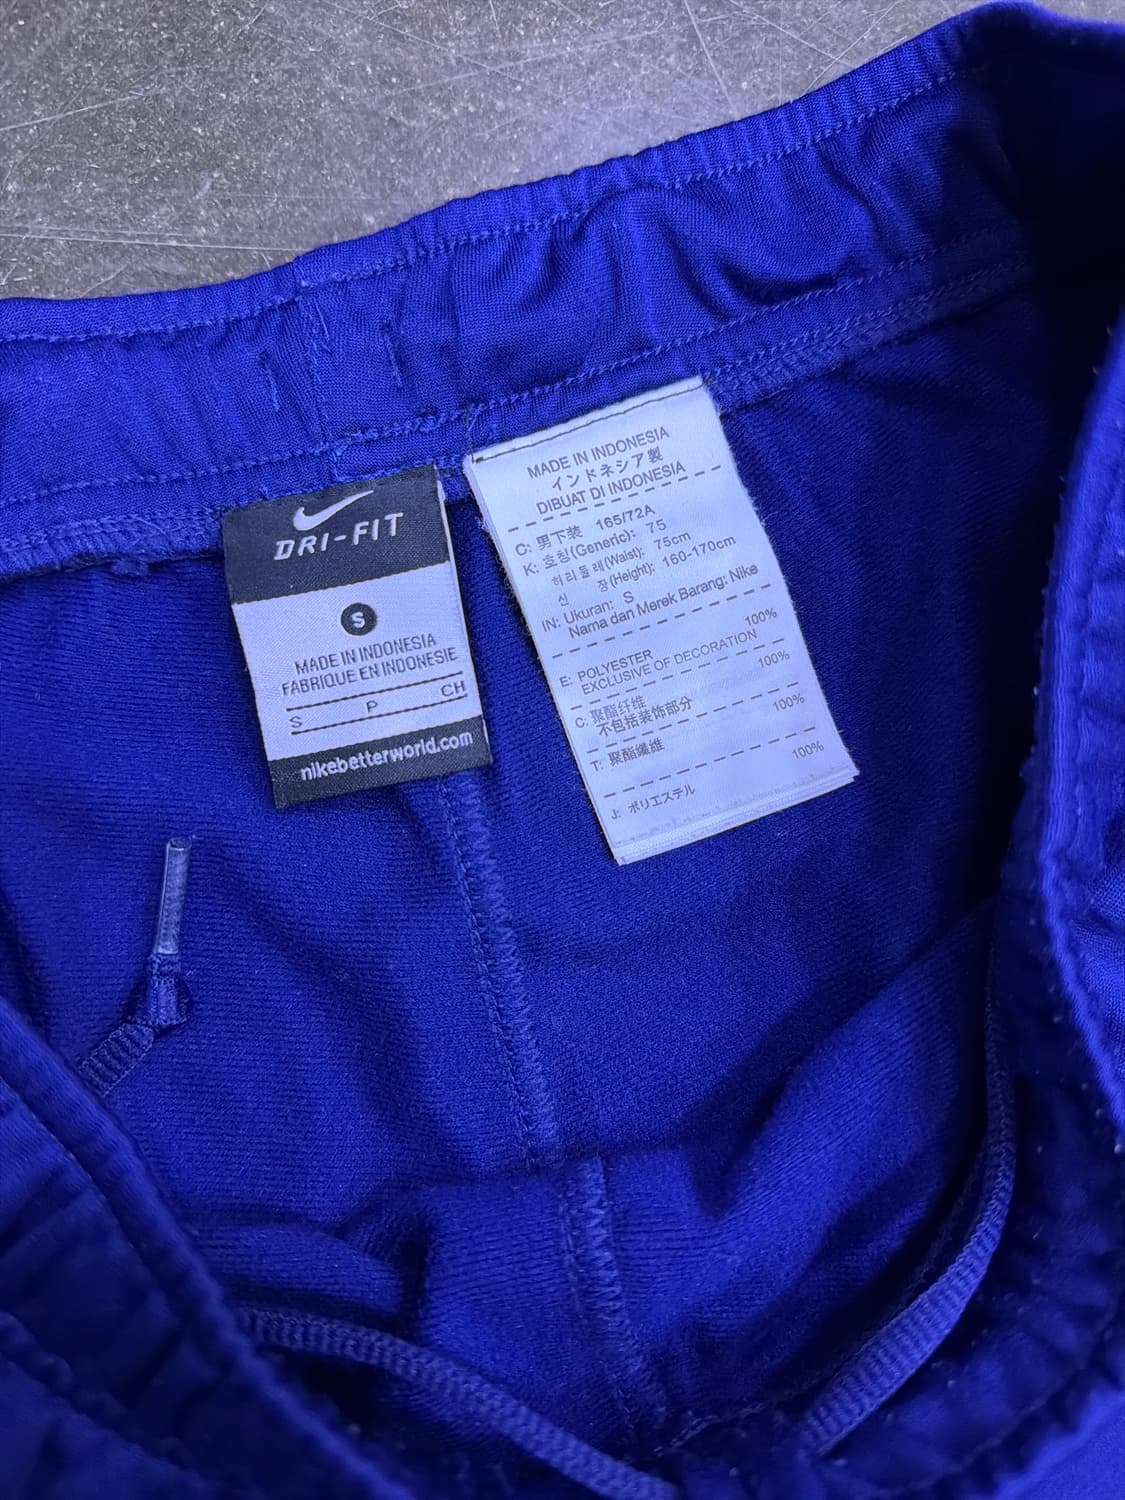 DRI-FIT
S
MADE IN INDONESIA
FABRIQUE EN INDONESIE
S P CH
nikebetterworld.com
MADE IN INDONESIA
インドネシア製
DIBUAT DI INDONESIA
C: 男下装 165/72A
K: 호칭(Generic): 75
허리둘레(Waist): 75cm
신 장(Height): 160-170cm
IN: Ukuran: S
Nama dan Merek Barang: Nike
100%
E: POLYESTER
EXCLUSIVE OF DECORATION
100%
C: 聚酯纤维
不包括装饰部分
100%
T: 聚酯纖維
100%
J: ポリエステル